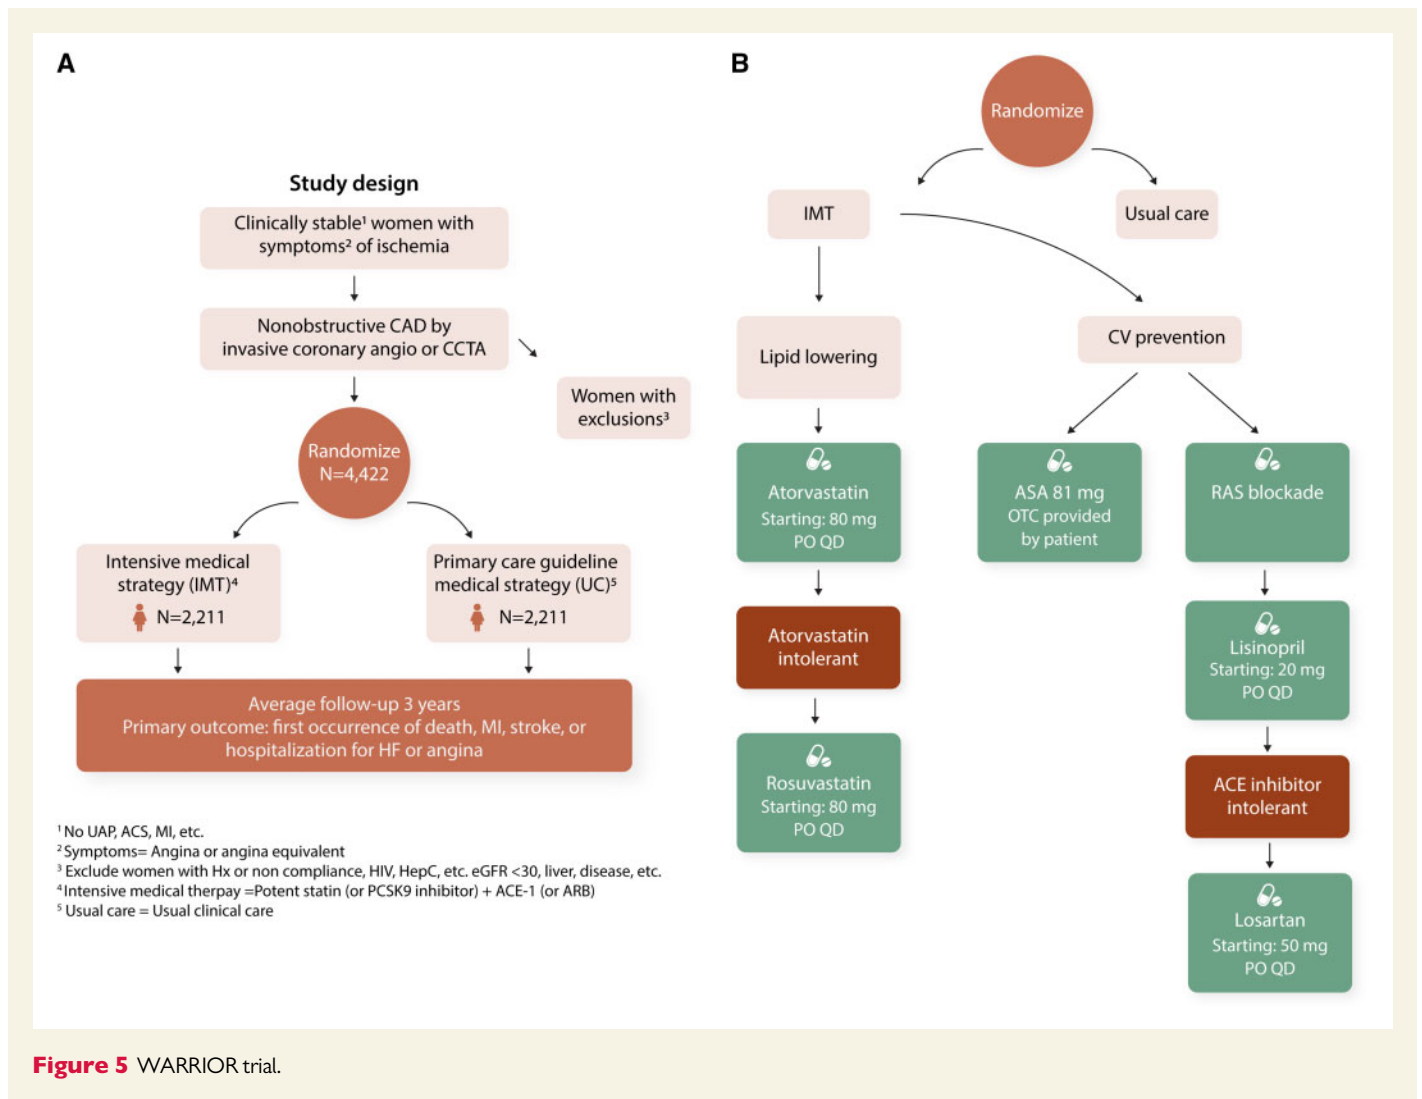 A
Study design
Clinically stable¹ women with
symptoms² of ischemia
Nonobstructive CAD by
invasive coronary angio or CCTA
Women with
exclusions³
Randomize
N=4,422
Intensive medical
strategy (IMT)⁴
N=2,211
Primary care guideline
medical strategy (UC)⁵
N=2,211
Average follow-up 3 years
Primary outcome: first occurrence of death, MI, stroke, or
hospitalization for HF or angina
¹ No UAP, ACS, MI, etc.
² Symptoms= Angina or angina equivalent
³ Exclude women with Hx or non compliance, HIV, HepC, etc. eGFR <30, liver, disease, etc.
⁴ Intensive medical therpay =Potent statin (or PCSK9 inhibitor) + ACE-1 (or ARB)
⁵ Usual care = Usual clinical care
B
Randomize
IMT
Usual care
Lipid lowering
CV prevention
Atorvastatin
Starting: 80 mg
PO QD
ASA 81 mg
OTC provided
by patient
RAS blockade
Atorvastatin
intolerant
Lisinopril
Starting: 20 mg
PO QD
Rosuvastatin
Starting: 80 mg
PO QD
ACE inhibitor
intolerant
Losartan
Starting: 50 mg
PO QD
Figure 5 WARRIOR trial.